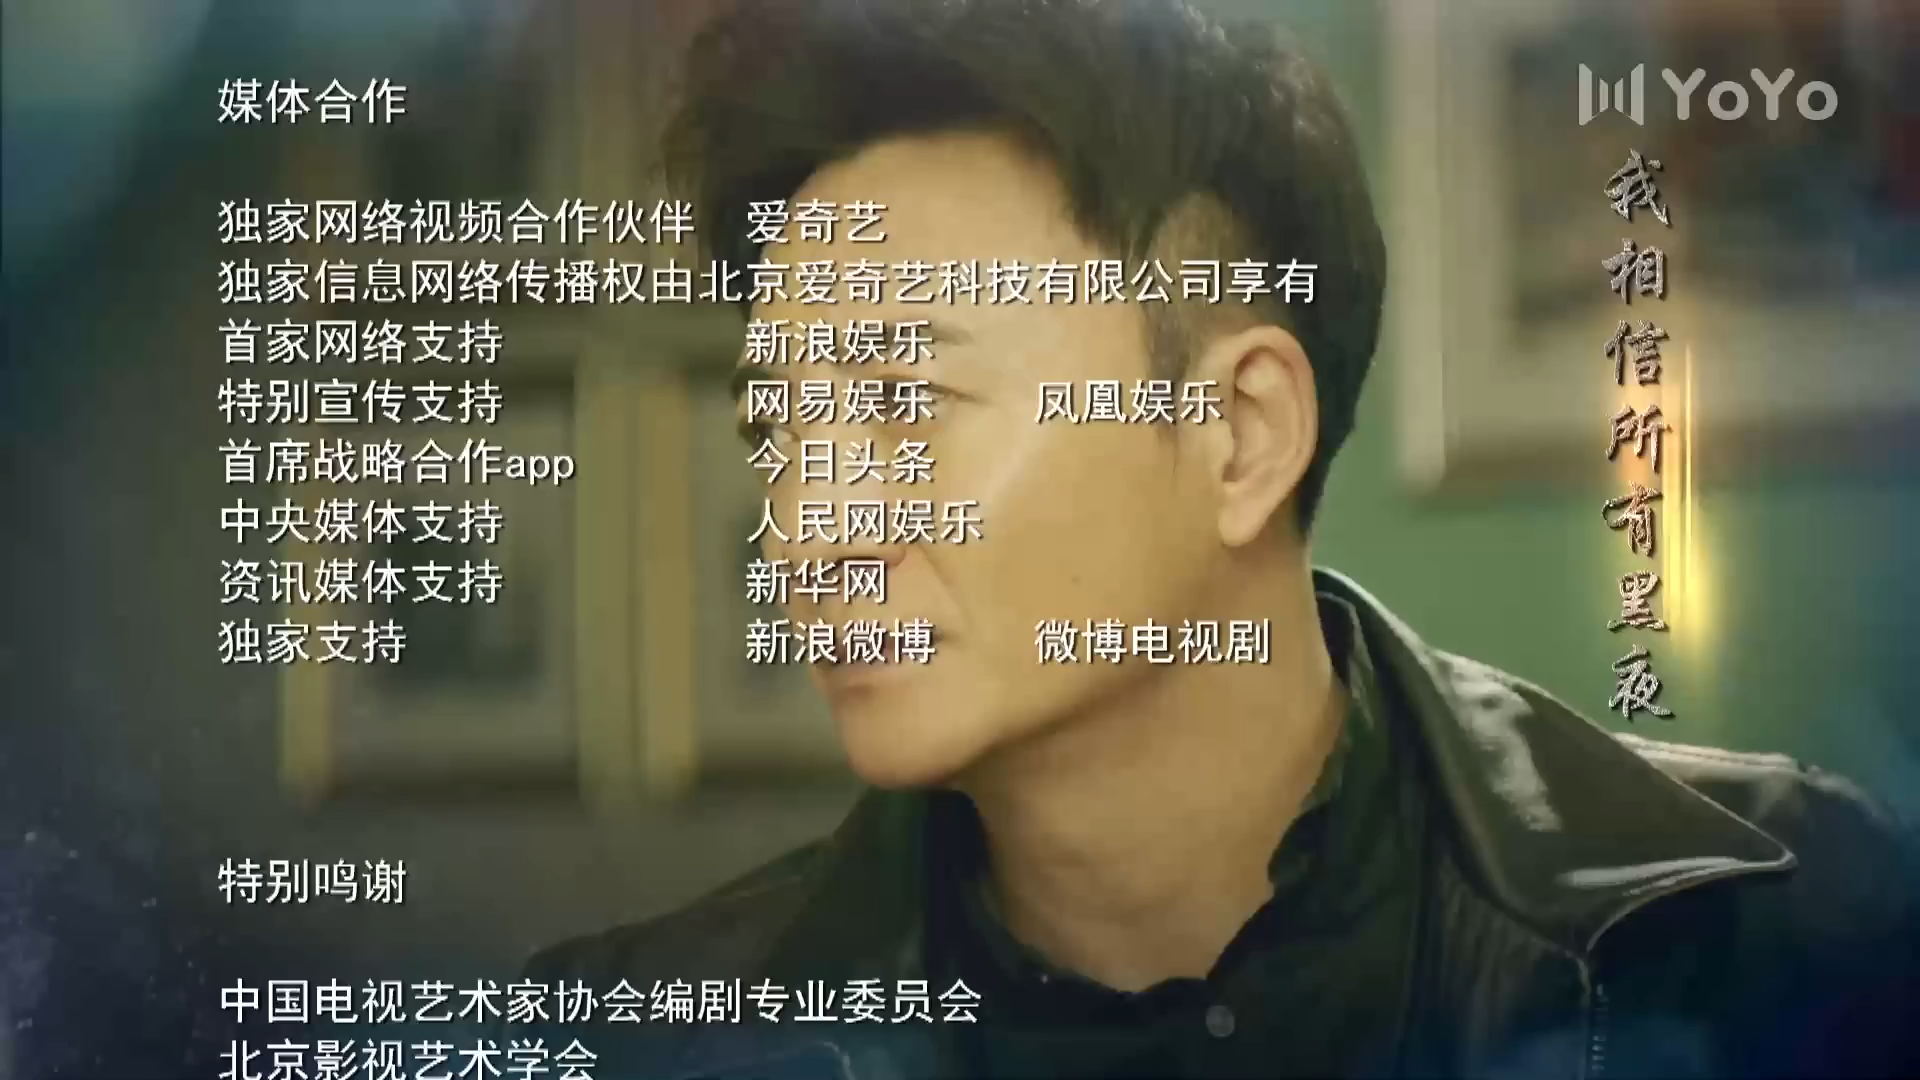 YoYo
媒体合作
独家网络视频合作伙伴 爱奇艺
独家信息网络传播权由北京爱奇艺科技有限公司享有
首家网络支持 新浪娱乐
特别宣传支持 网易娱乐 凤凰娱乐
首席战略合作app 今日头条
中央媒体支持 人民网娱乐
资讯媒体支持 新华网
独家支持 新浪微博 微博电视剧
特别鸣谢
中国电视艺术家协会编剧专业委员会
北京影视艺术学会
我相信所有黑夜